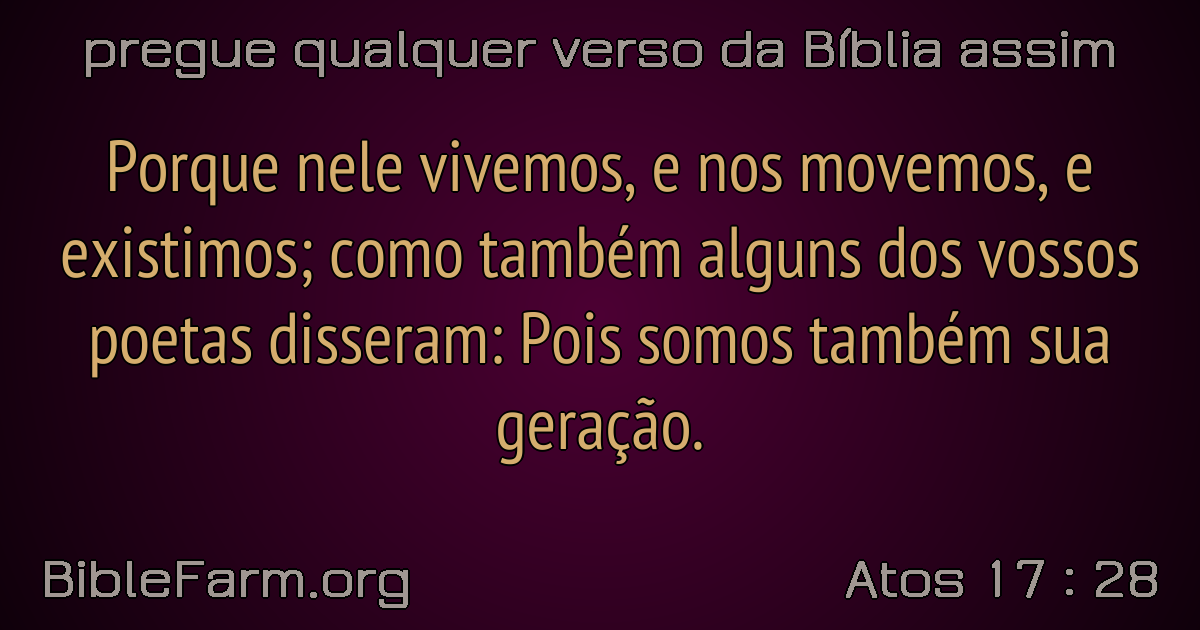 pregue qualquer verso da Bíblia assim
Porque nele vivemos, e nos movemos, e
existimos; como também alguns dos vossos
poetas disseram: Pois somos também sua
geração.
BibleFarm.org
Atos 17 : 28